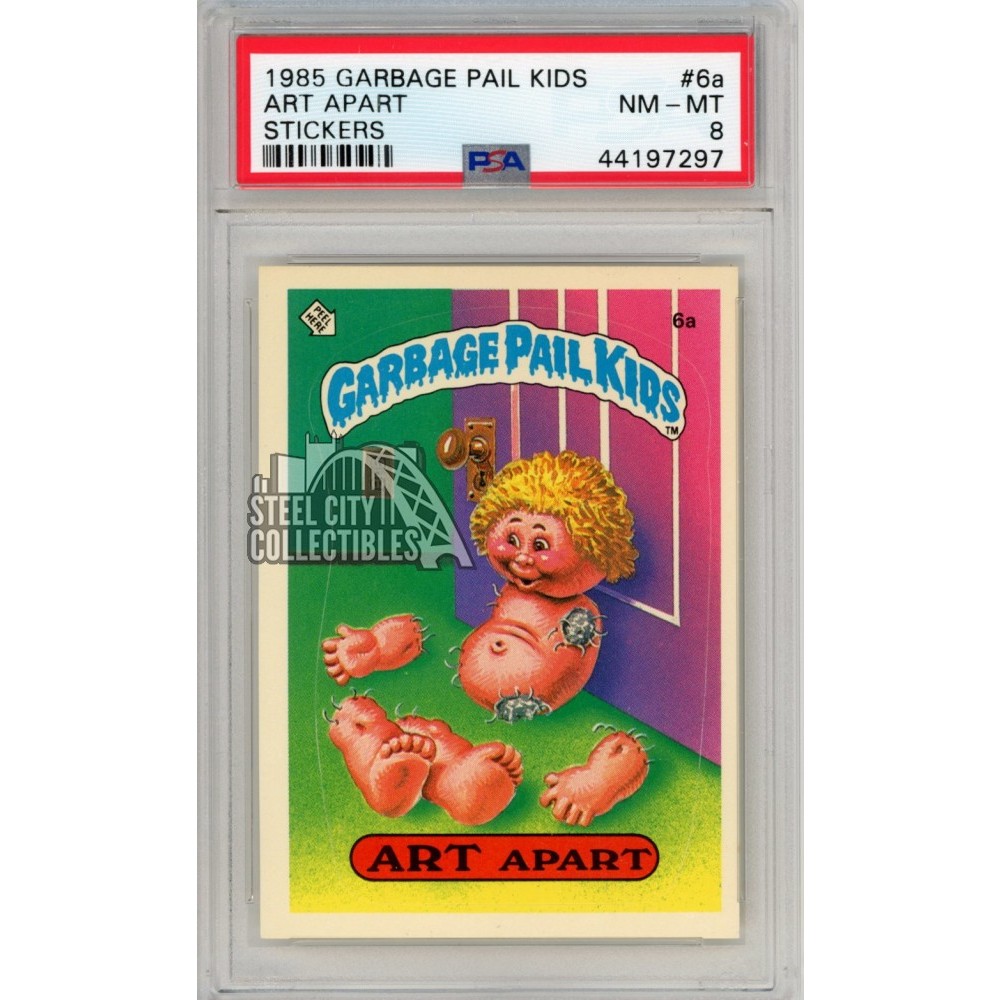 1985 GARBAGE PAIL KIDS #6a
ART APART NM - MT
STICKERS 8
PSA 44197297
PEEL HERE
6a
GARBAGE PAIL KIDS
TM
STEEL CITY
COLLECTIBLES
ART APART